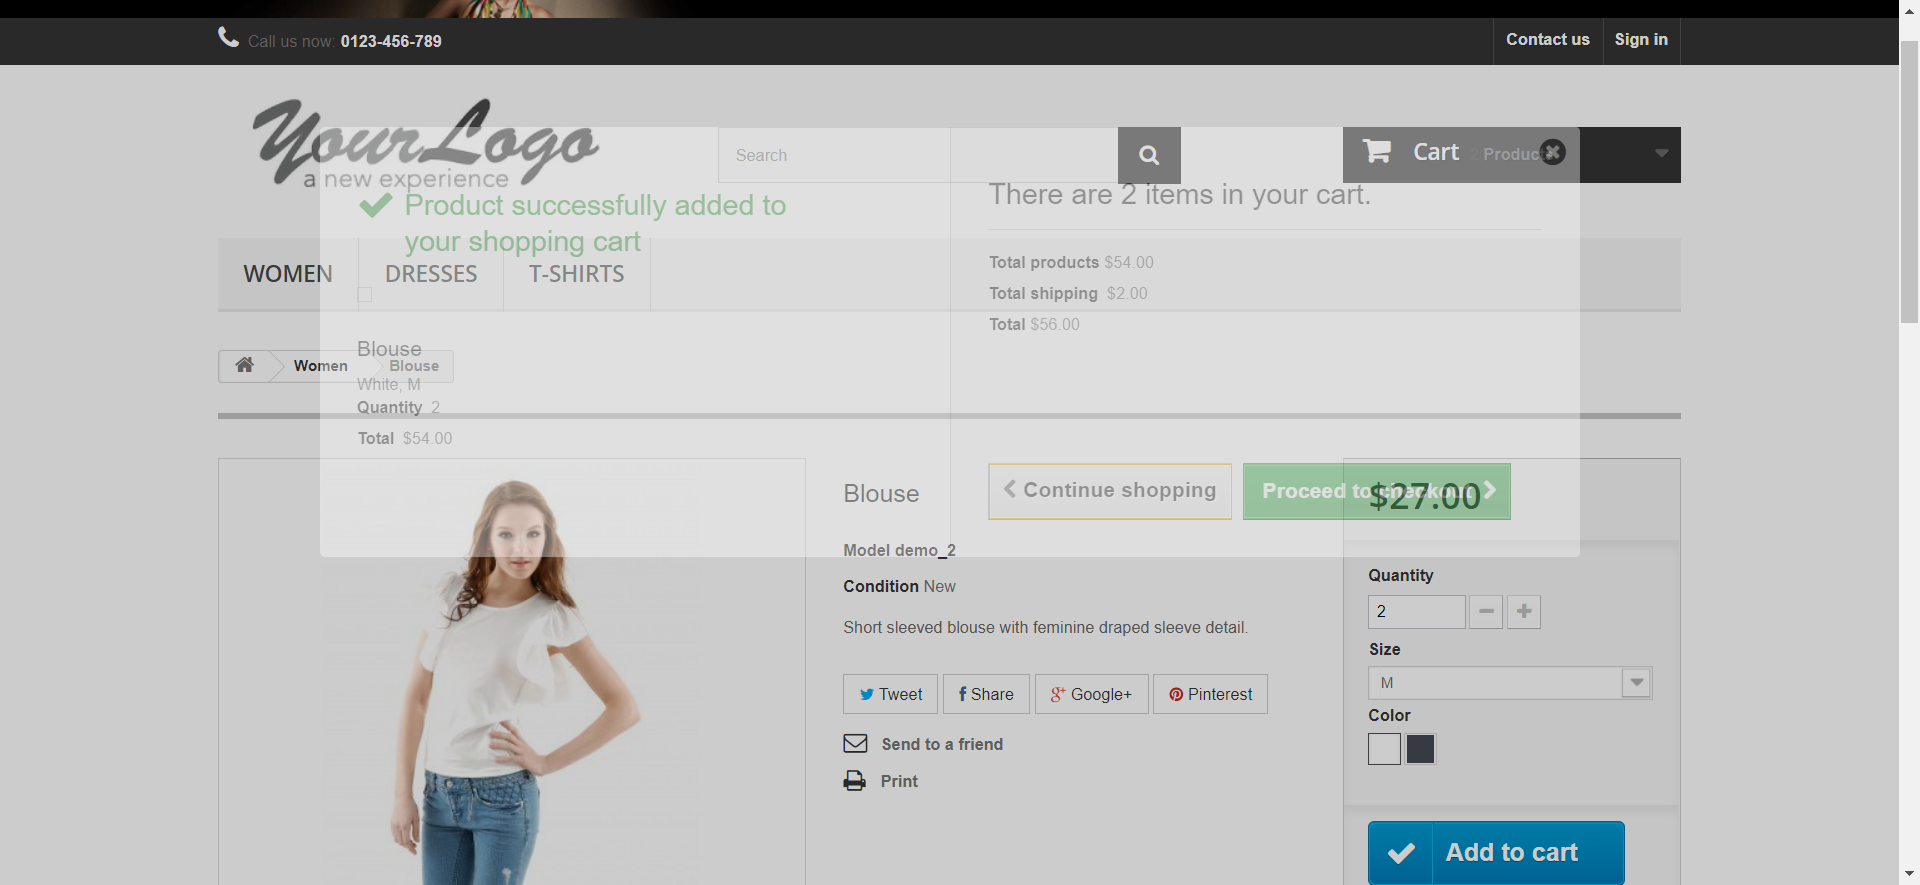 Call us now: 0123-456-789
Contact us
Sign in
YourLogo
a new experience
Search
Cart 2 Products
Product successfully added to
your shopping cart
There are 2 items in your cart.
WOMEN
DRESSES
T-SHIRTS
Total products $54.00
Total shipping $2.00
Total $56.00
Women
Blouse
Blouse
White, M
Quantity 2
Total $54.00
Continue shopping
Proceed to checkout
Blouse
$27.00
Model demo_2
Condition New
Short sleeved blouse with feminine draped sleeve detail.
Tweet
Share
Google+
Pinterest
Send to a friend
Print
Quantity
2
Size
M
Color
Add to cart